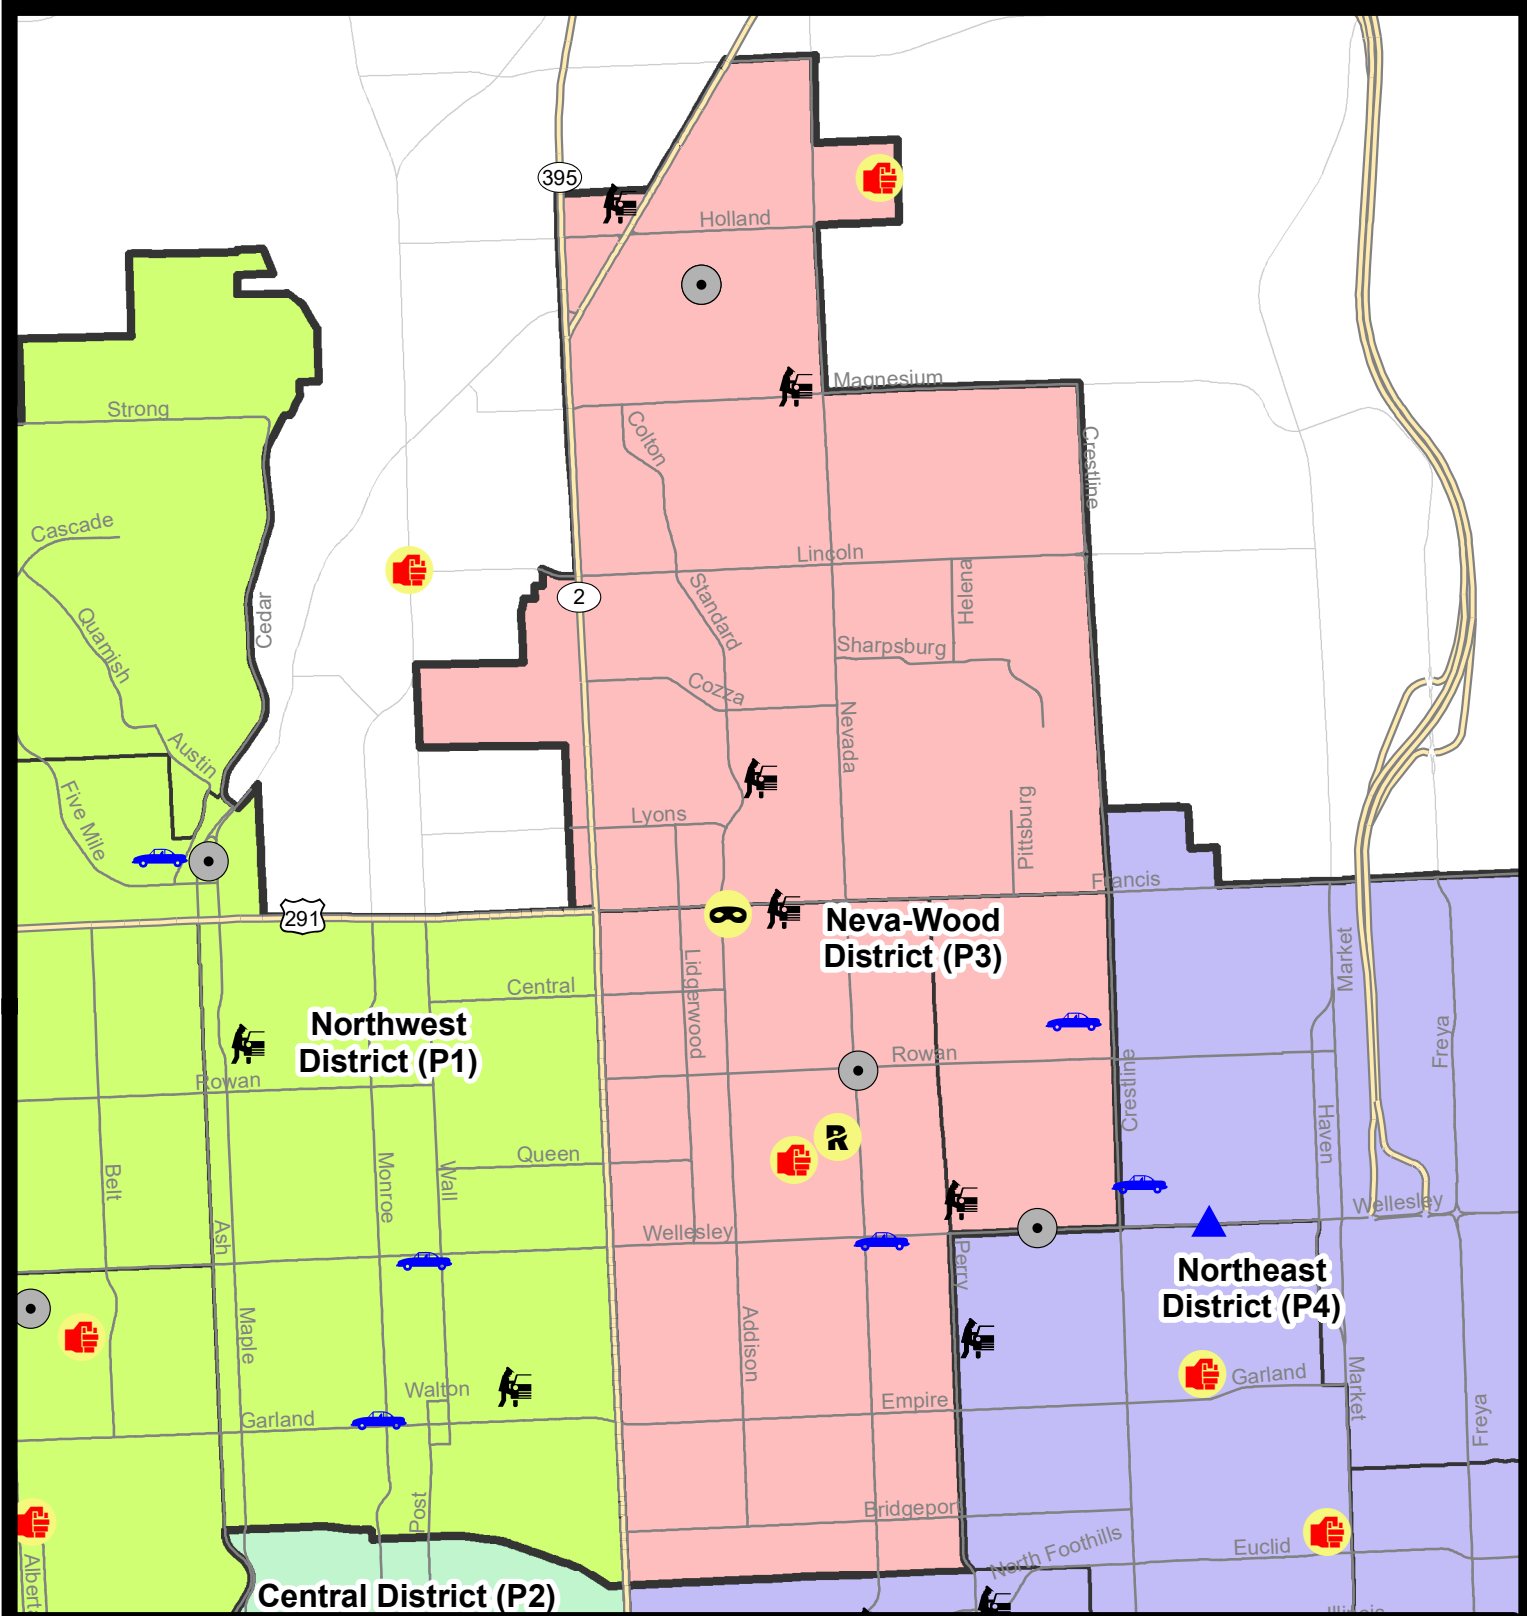 395
Holland
Magnesium
Strong
Colton
Crestline
Cascade
Lincoln
Helena
2
Standard
Cedar
Quamish
Sharpsburg
Cozza
Nevada
Austin
Five Mile
Lyons
Pittsburg
Francis
291
Neva-Wood
District (P3)
Market
Lidgewood
Central
Northwest
District (P1)
Freya
Rowan
Rowan
Crestline
Haven
Queen
Belt
Monroe
Wall
Wellesley
Ash
Wellesley
Perry
Northeast
District (P4)
Maple
Addison
Garland
Market
Walton
Empire
Freya
Garland
Post
Bridgeport
North Foothills
Euclid
Alberta
Central District (P2)